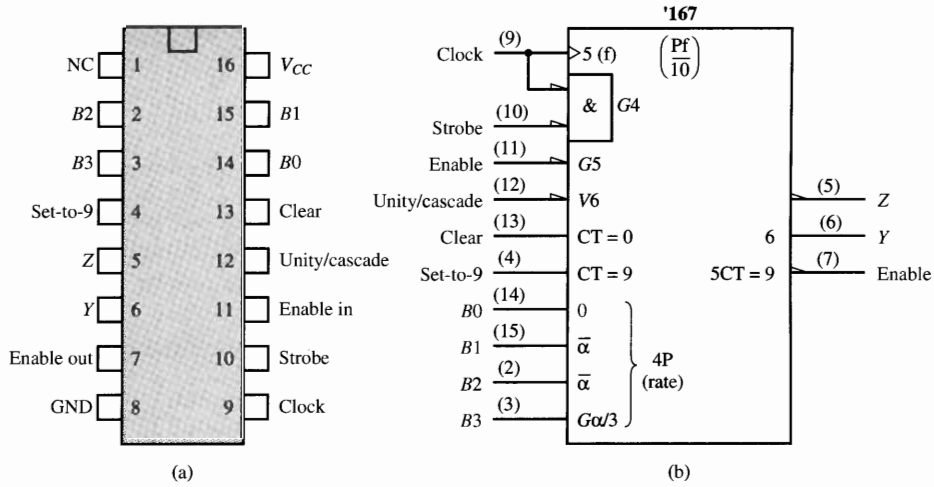 NC 1 16 VCC
B2 2 15 B1
B3 3 14 B0
Set-to-9 4 13 Clear
Z 5 12 Unity/cascade
Y 6 11 Enable in
Enable out 7 10 Strobe
GND 8 9 Clock
(a)
'167
(Pf/10)
Clock (9) 5 (f)
& G4
Strobe (10)
Enable (11) G5
Unity/cascade (12) V6
(5) Z
Clear (13) CT = 0
6 (6) Y
Set-to-9 (4) CT = 9
5CT = 9 (7) Enable
B0 (14) 0
B1 (15) α̅
B2 (2) α̅
B3 (3) Gα/3
4P
(rate)
(b)